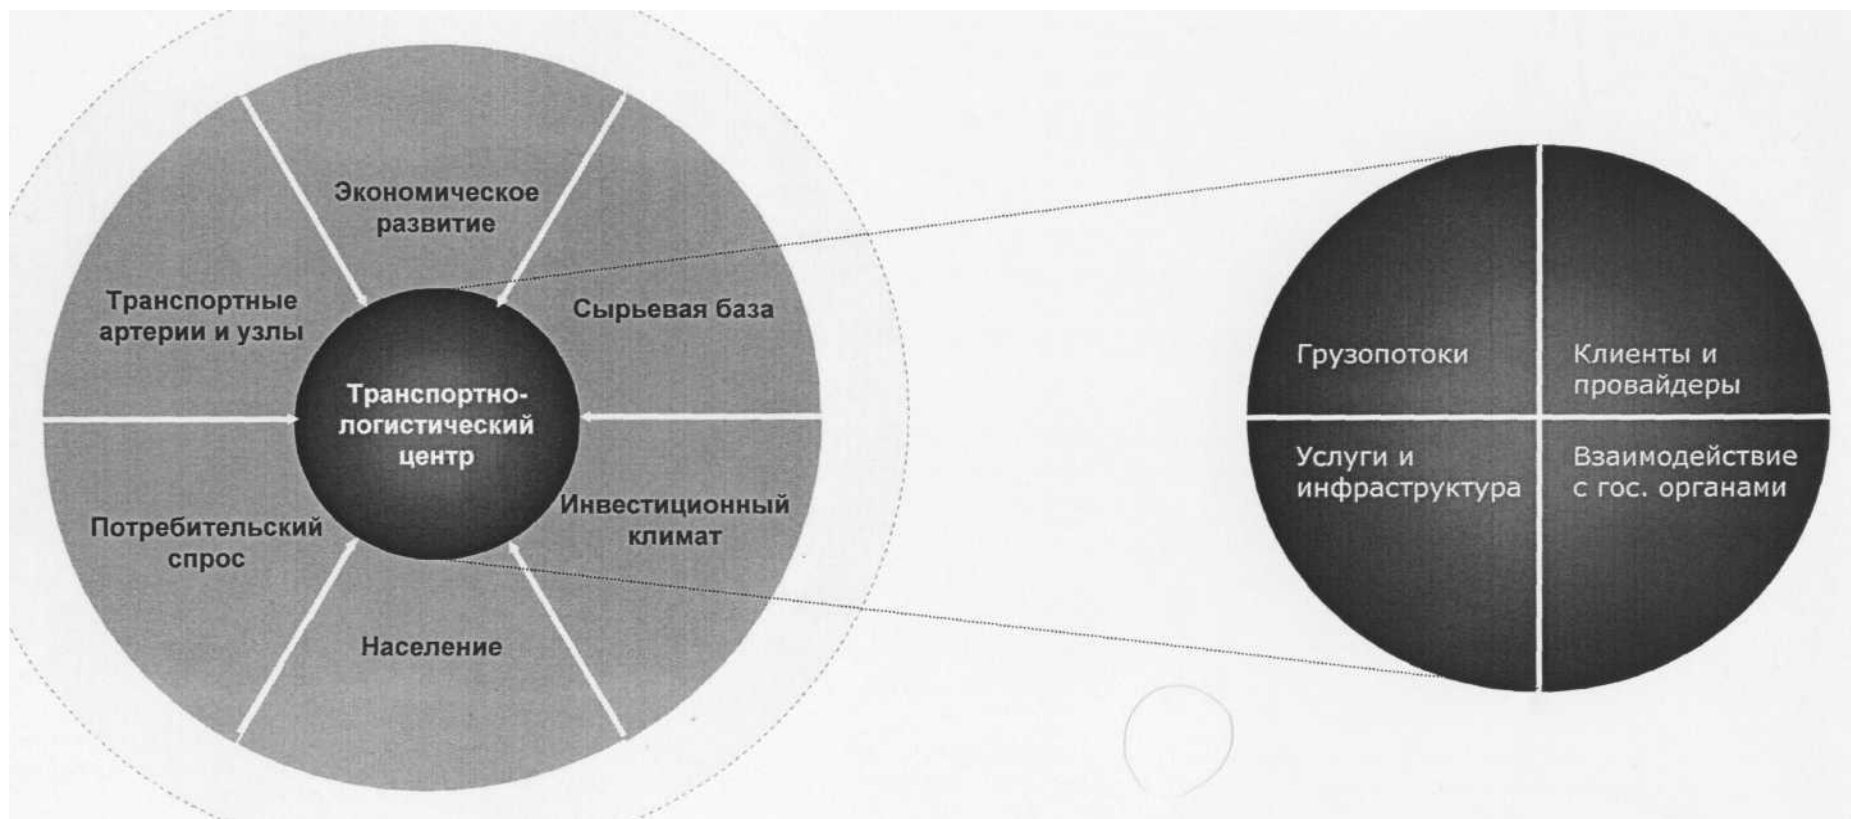 Экономическое
развитие
Транспортные
артерии и узлы
Сырьевая база
Транспортно-
логистический
центр
Потребительский
спрос
Инвестиционный
климат
Население
Грузопотоки
Клиенты и
провайдеры
Услуги и
инфраструктура
Взаимодействие
с гос. органами